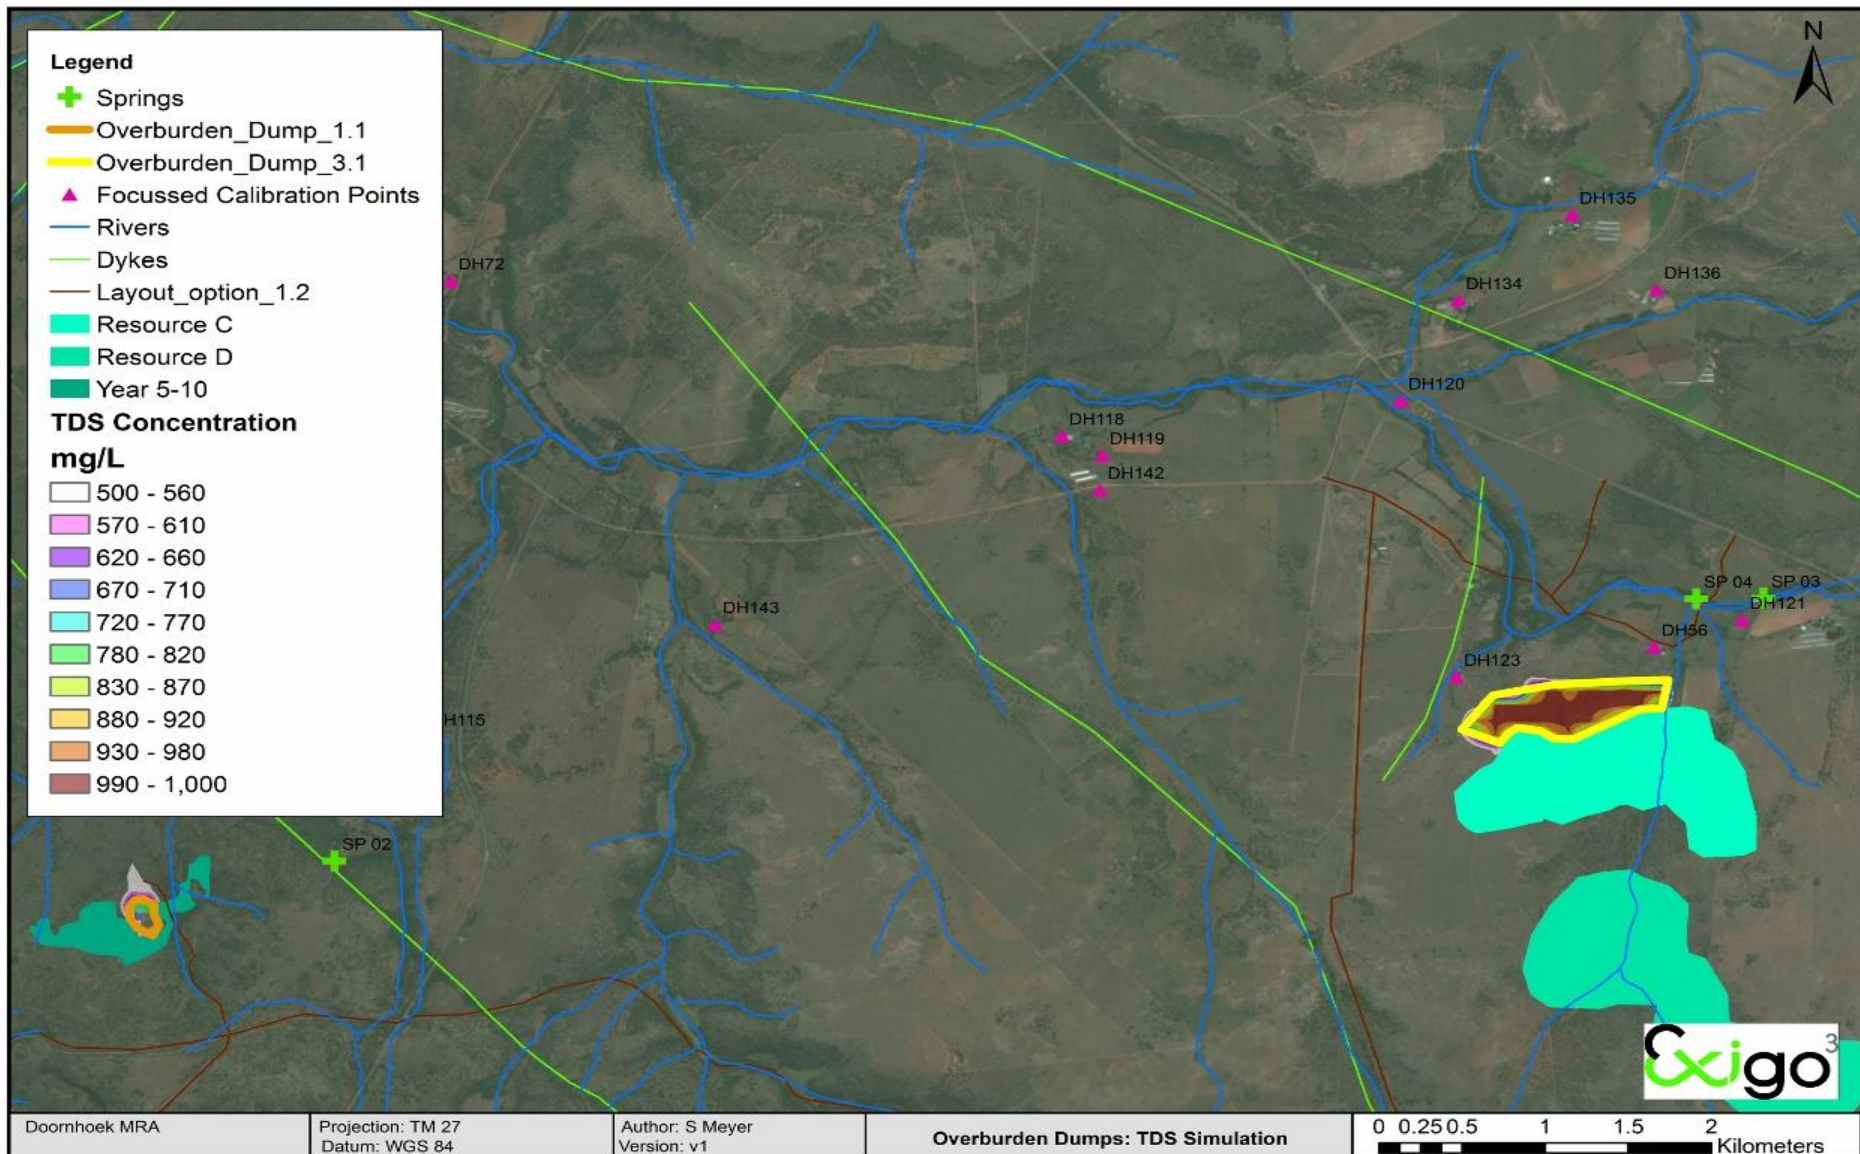 Legend
Springs
Overburden_Dump_1.1
Overburden_Dump_3.1
Focussed Calibration Points
Rivers
Dykes
Layout_option_1.2
Resource C
Resource D
Year 5-10
TDS Concentration
mg/L
500 - 560
570 - 610
620 - 660
670 - 710
720 - 770
780 - 820
830 - 870
880 - 920
930 - 980
990 - 1,000
N
DH135
DH72
DH136
DH134
DH120
DH118
DH119
DH142
SP 04
SP 03
DH121
DH143
DH56
DH123
H115
SP 02
Exigo3
Doornhoek MRA
Projection: TM 27
Datum: WGS 84
Author: S Meyer
Version: v1
Overburden Dumps: TDS Simulation
0 0.25 0.5 1 1.5 2
Kilometers